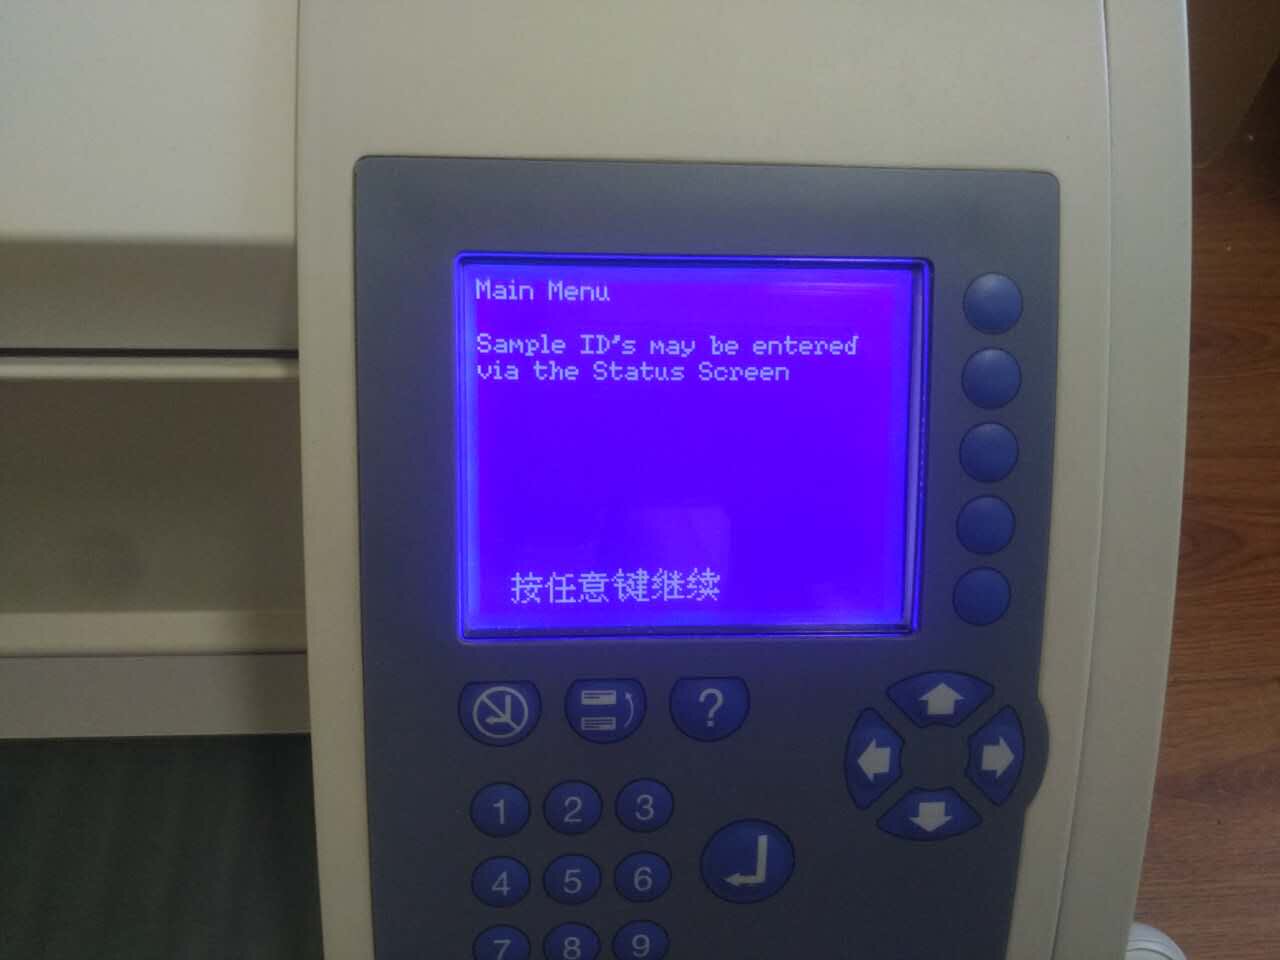 Main Menu
Sample ID's may be entered
via the Status Screen
按任意键继续
?
1 2 3
4 5 6
7 8 9